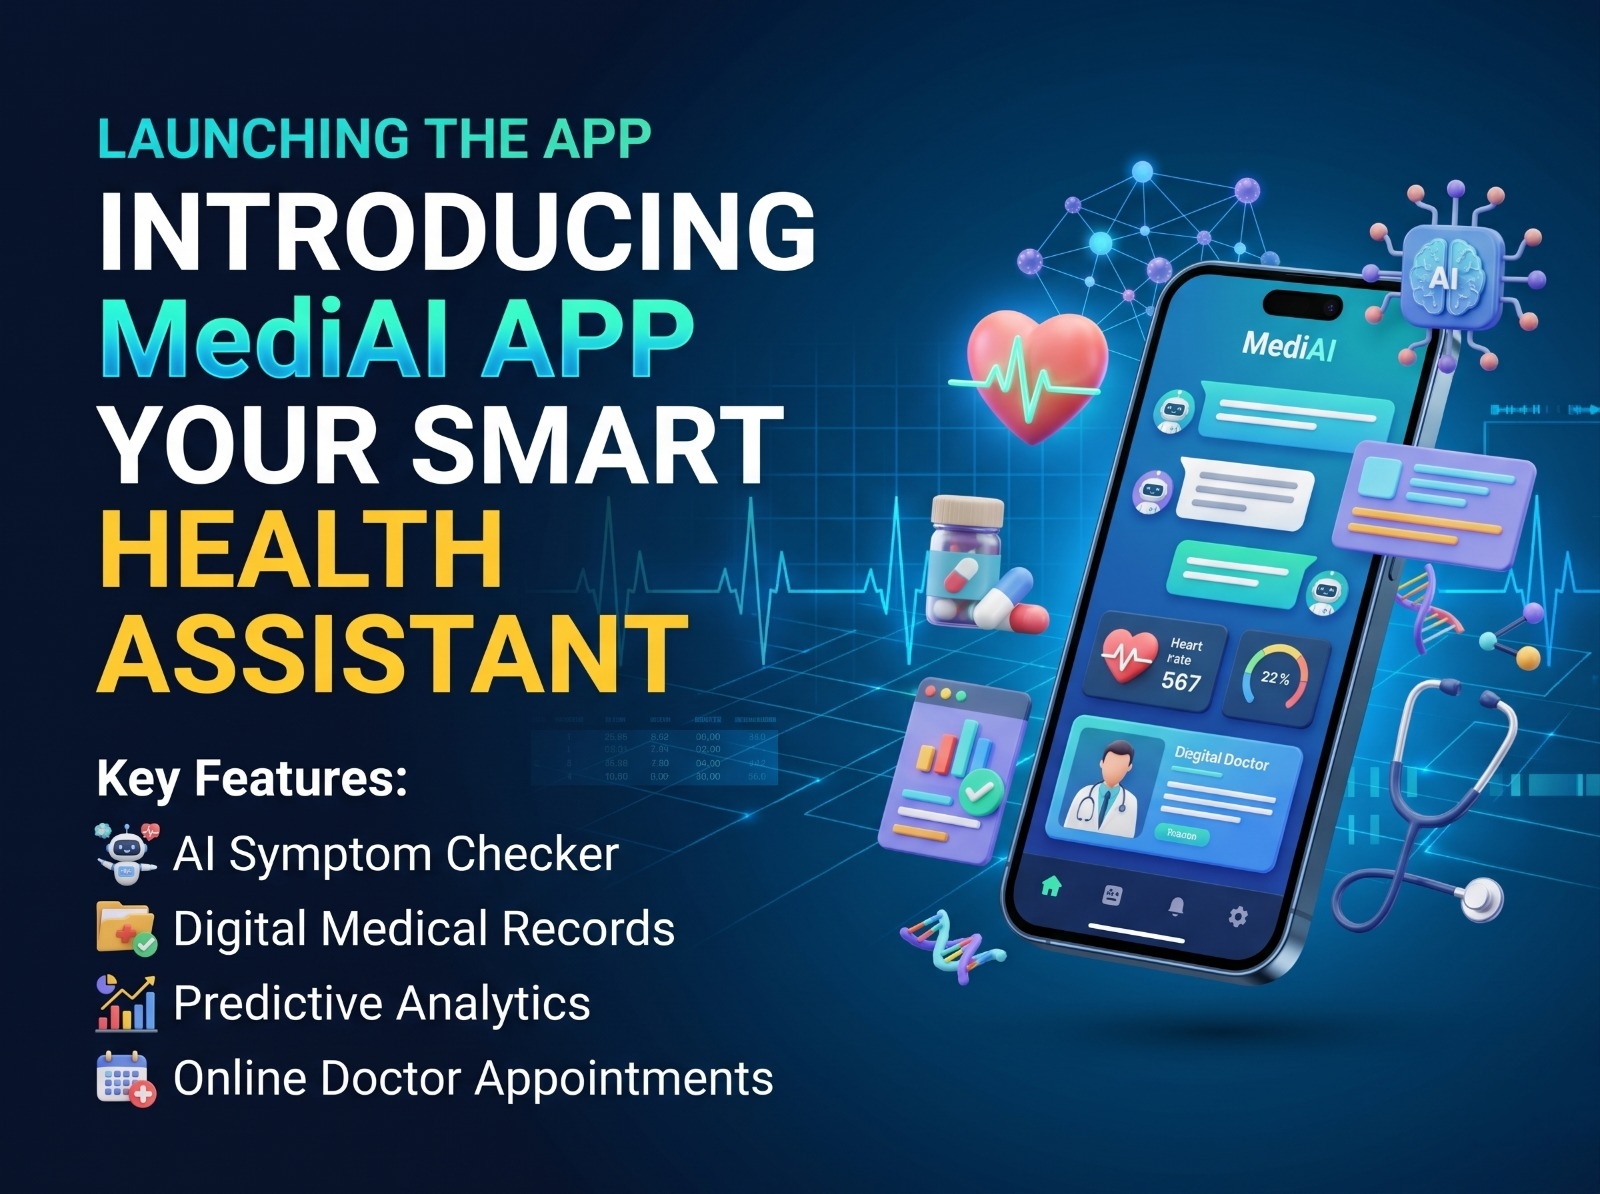 LAUNCHING THE APP
INTRODUCING
MediAI APP
YOUR SMART
HEALTH
ASSISTANT
Key Features:
AI Symptom Checker
Digital Medical Records
Predictive Analytics
Online Doctor Appointments
AI
MediAI
Heart
rate
567
22%
Degital Doctor